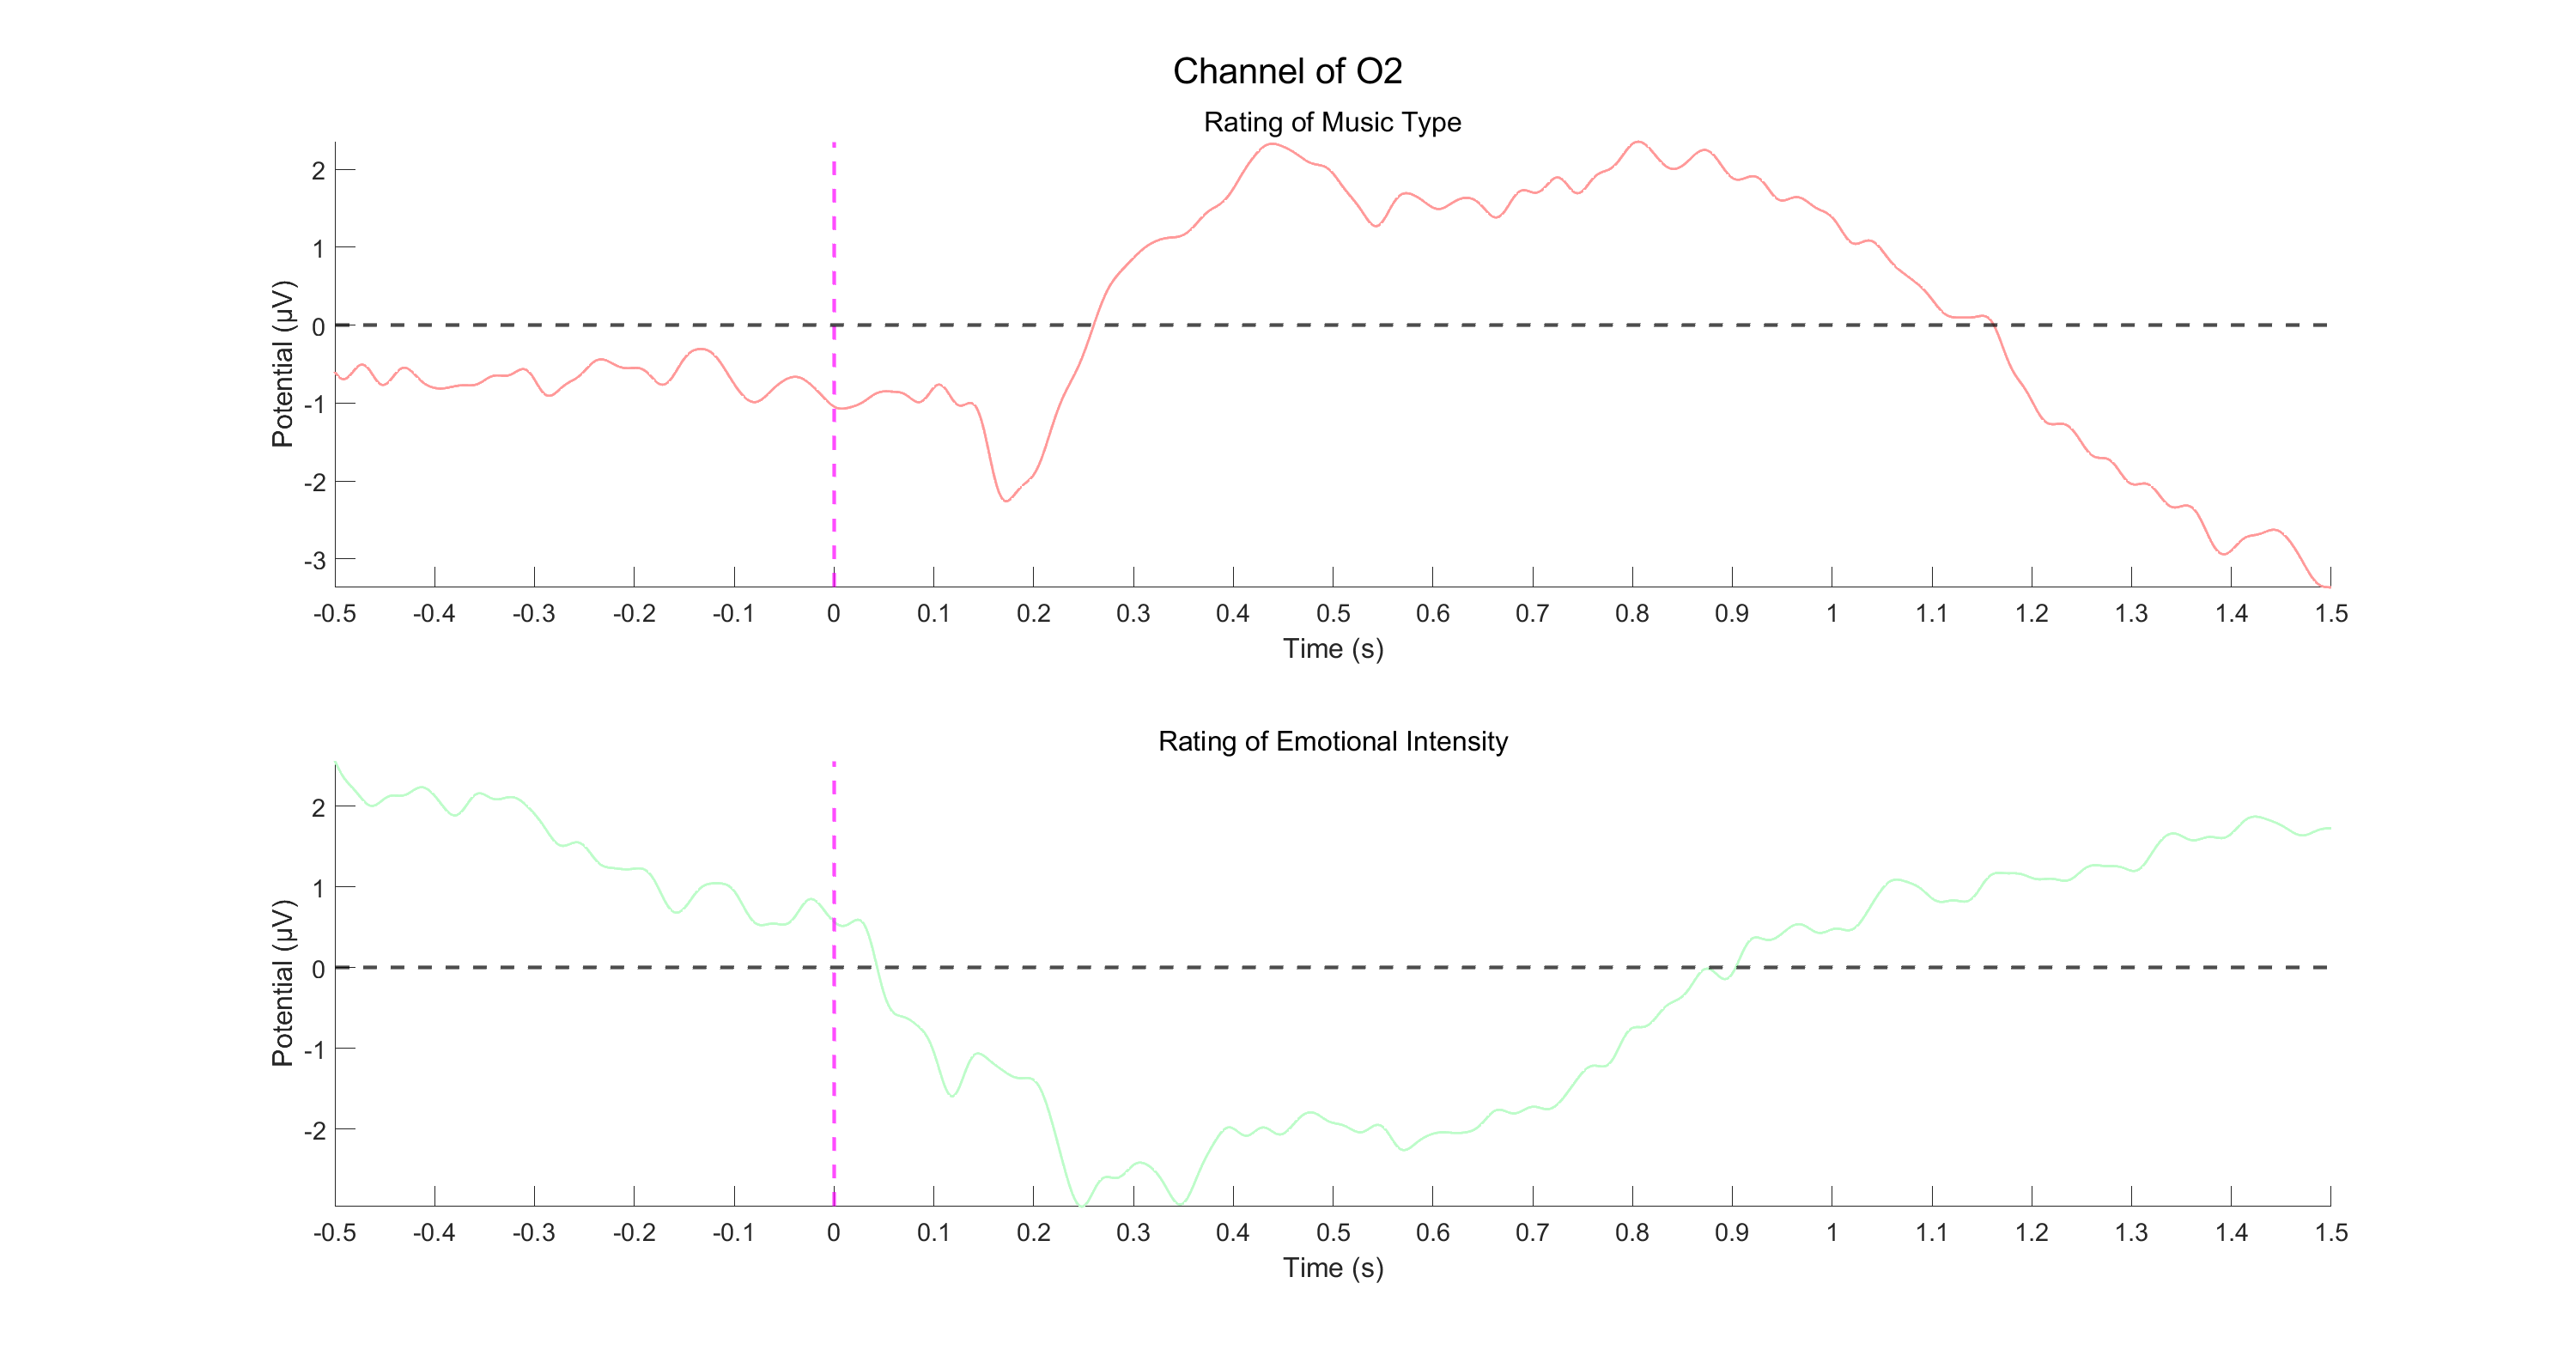 Channel of O2
Rating of Music Type
Potential (µV)
2
1
0
-1
-2
-3
-0.5 -0.4 -0.3 -0.2 -0.1 0 0.1 0.2 0.3 0.4 0.5 0.6 0.7 0.8 0.9 1 1.1 1.2 1.3 1.4 1.5
Time (s)
Rating of Emotional Intensity
Potential (µV)
2
1
0
-1
-2
-0.5 -0.4 -0.3 -0.2 -0.1 0 0.1 0.2 0.3 0.4 0.5 0.6 0.7 0.8 0.9 1 1.1 1.2 1.3 1.4 1.5
Time (s)